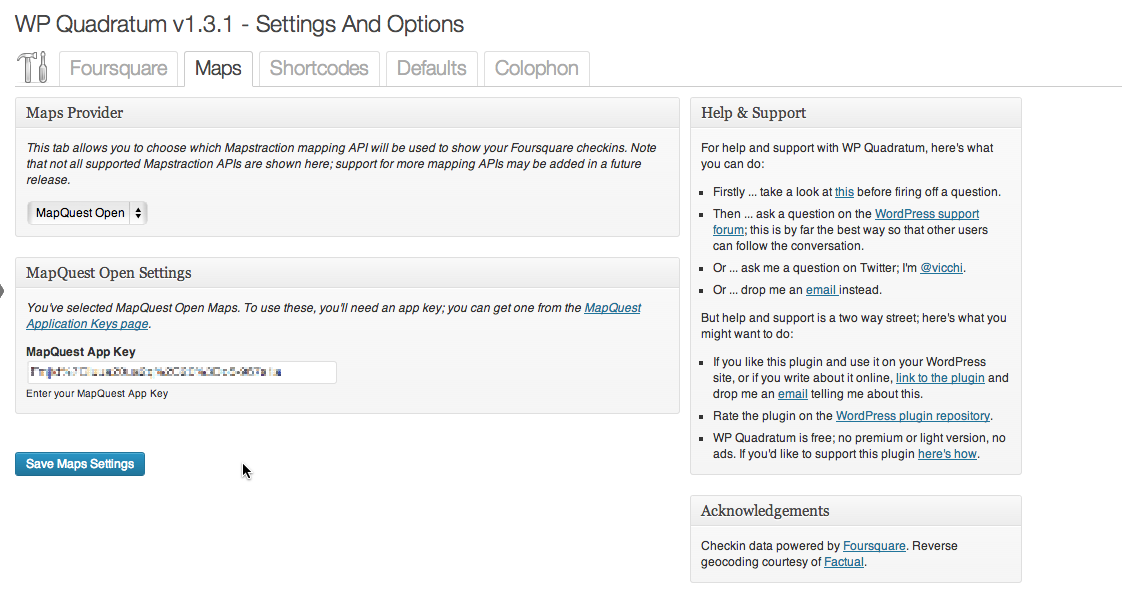 WP Quadratum v1.3.1 - Settings And Options
Foursquare
Maps
Shortcodes
Defaults
Colophon
Maps Provider
This tab allows you to choose which Mapstraction mapping API will be used to show your Foursquare checkins. Note
that not all supported Mapstraction APIs are shown here; support for more mapping APIs may be added in a future
release.
MapQuest Open
MapQuest Open Settings
You've selected MapQuest Open Maps. To use these, you'll need an app key; you can get one from the MapQuest
Application Keys page.
MapQuest App Key
Enter your MapQuest App Key
Save Maps Settings
Help & Support
For help and support with WP Quadratum, here's what
you can do:
Firstly ... take a look at this before firing off a question.
Then ... ask a question on the WordPress support
forum; this is by far the best way so that other users
can follow the conversation.
Or ... ask me a question on Twitter; I'm @vicchi.
Or ... drop me an email instead.
But help and support is a two way street; here's what you
might want to do:
If you like this plugin and use it on your WordPress
site, or if you write about it online, link to the plugin and
drop me an email telling me about this.
Rate the plugin on the WordPress plugin repository.
WP Quadratum is free; no premium or light version, no
ads. If you'd like to support this plugin here's how.
Acknowledgements
Checkin data powered by Foursquare. Reverse
geocoding courtesy of Factual.